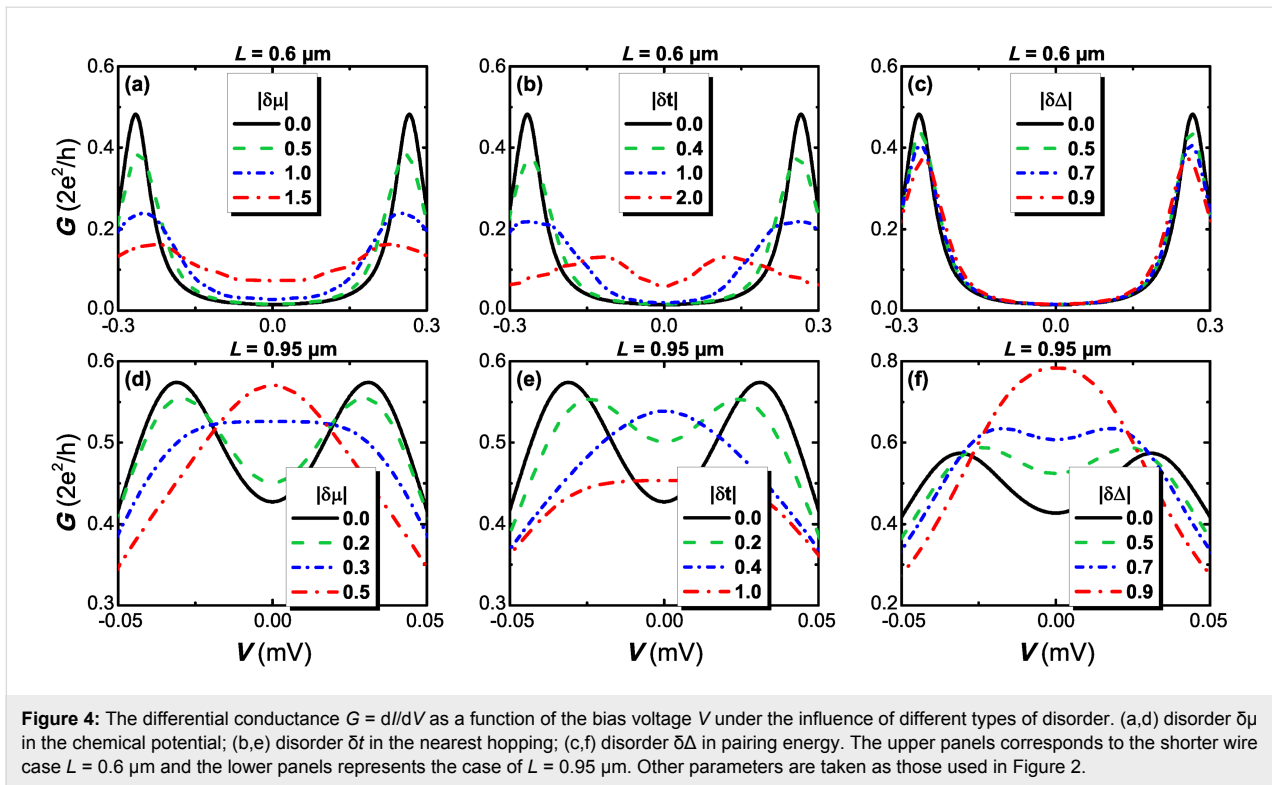 L = 0.6 µm
(a)
|δμ|
0.0
0.5
1.0
1.5
0.6
0.4
0.2
0.0
G (2e²/h)
-0.3 0.0 0.3
L = 0.6 µm
(b)
|δt|
0.0
0.4
1.0
2.0
0.6
0.4
0.2
0.0
-0.3 0.0 0.3
L = 0.6 µm
(c)
|δΔ|
0.0
0.5
0.7
0.9
0.6
0.4
0.2
0.0
-0.3 0.0 0.3
L = 0.95 µm
(d)
|δμ|
0.0
0.2
0.3
0.5
0.6
0.5
0.4
0.3
G (2e²/h)
-0.05 0.00 0.05
V (mV)
L = 0.95 µm
(e)
|δt|
0.0
0.2
0.4
1.0
0.6
0.5
0.4
0.3
-0.05 0.00 0.05
V (mV)
L = 0.95 µm
(f)
|δΔ|
0.0
0.5
0.7
0.9
0.8
0.6
0.4
0.2
-0.05 0.00 0.05
V (mV)
Figure 4: The differential conductance G = dI/dV as a function of the bias voltage V under the influence of different types of disorder. (a,d) disorder δμ
in the chemical potential; (b,e) disorder δt in the nearest hopping; (c,f) disorder δΔ in pairing energy. The upper panels corresponds to the shorter wire
case L = 0.6 µm and the lower panels represents the case of L = 0.95 µm. Other parameters are taken as those used in Figure 2.